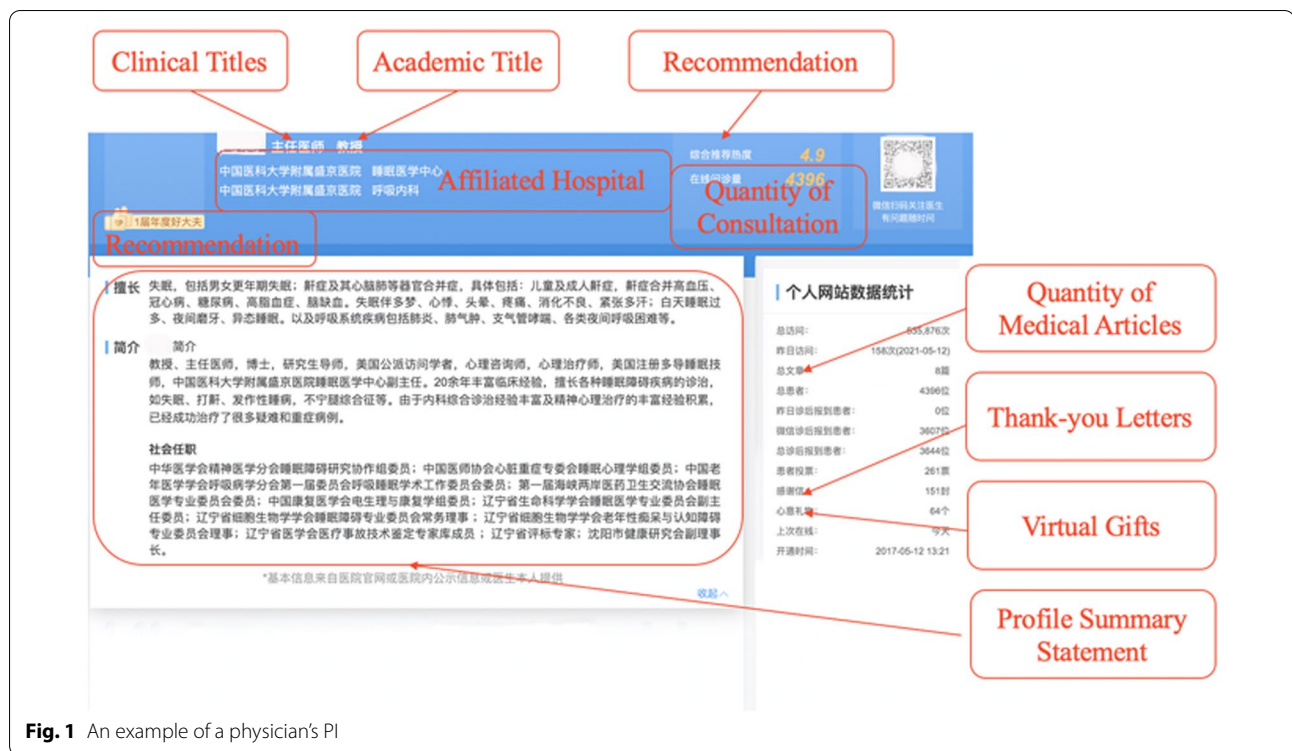 Clinical Titles
Academic Title
Recommendation
主任医师 教授
中国医科大学附属盛京医院 睡眠医学中心
中国医科大学附属盛京医院 呼吸内科
Affiliated Hospital
综合推荐热度 4.9
在线问诊量 4396
Quantity of
Consultation
微信扫码关注医生
有问题随时问
1届年度好大夫
Recommendation
擅长 失眠，包括男女更年期失眠；鼾症及其心脑肺等器官合并症，具体包括：儿童及成人鼾症，鼾症合并高血压、
冠心病、糖尿病、高脂血症、脑缺血。失眠伴多梦、心悸、头晕、疼痛、消化不良、紧张多汗；白天睡眠过
多、夜间磨牙、异态睡眠。以及呼吸系统疾病包括肺炎、肺气肿、支气管哮喘、各类夜间呼吸困难等。
简介 简介
教授、主任医师，博士，研究生导师，美国公派访问学者，心理咨询师，心理治疗师，美国注册多导睡眠技
师，中国医科大学附属盛京医院睡眠医学中心副主任。20余年丰富临床经验，擅长各种睡眠障碍疾病的诊治，
如失眠、打鼾、发作性睡病，不宁腿综合征等。由于内科综合诊治经验丰富及精神心理治疗的丰富经验积累，
已经成功治疗了很多疑难和重症病例。
社会任职
中华医学会精神医学分会睡眠障碍研究协作组委员；中国医师协会心脏重症专委会睡眠心理学组委员；中国老
年医学学会呼吸病学分会第一届委员会呼吸睡眠学术工作委员会委员；第一届海峡两岸医药卫生交流协会睡眠
医学专业委员会委员；中国康复医学会电生理与康复学组委员；辽宁省生命科学学会睡眠医学专业委员会副主
任委员；辽宁省细胞生物学学会睡眠障碍专业委员会常务理事；辽宁省细胞生物学学会老年性痴呆与认知障碍
专业委员会理事；辽宁省医学会医疗事故技术鉴定专家库成员；辽宁省评标专家；沈阳市健康研究会副理事
长。
*基本信息来自医院官网或医院内公示信息或医生本人提供
收起
个人网站数据统计
总访问： 535,876次
昨日访问： 158次(2021-05-12)
总文章 8篇
总患者： 4396位
昨日诊后报到患者： 0位
微信诊后报到患者： 3607位
总诊后报到患者： 3644位
患者投票： 261票
感谢信 151封
心意礼物 64个
上次在线： 今天
开通时间： 2017-05-12 13:21
Quantity of
Medical Articles
Thank-you Letters
Virtual Gifts
Profile Summary
Statement
Fig. 1 An example of a physician's PI